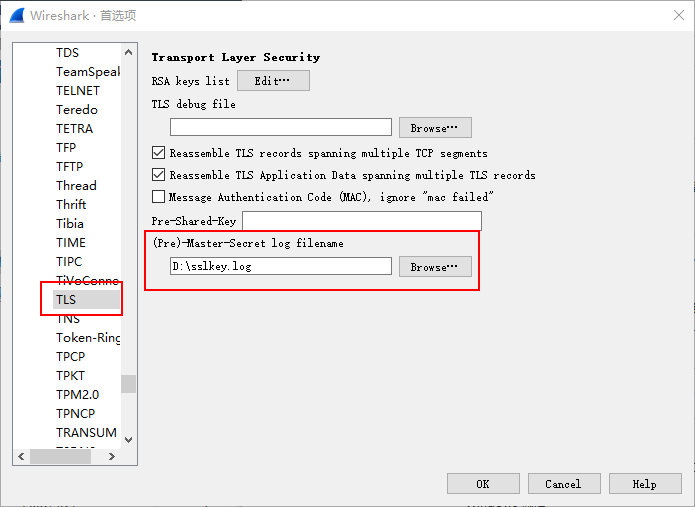 Wireshark · 首选项
TDS
TeamSpeak
TELNET
Teredo
TETRA
TFP
TFTP
Thread
Thrift
Tibia
TIME
TIPC
TiVoConne
TLS
TNS
Token-Ring
TPCP
TPKT
TPM2.0
TPNCP
TRANSUM
Transport Layer Security
RSA keys list
Edit…
TLS debug file
Browse…
Reassemble TLS records spanning multiple TCP segments
Reassemble TLS Application Data spanning multiple TLS records
Message Authentication Code (MAC), ignore "mac failed"
Pre-Shared-Key
(Pre)-Master-Secret log filename
D:\sslkey.log
Browse…
OK
Cancel
Help